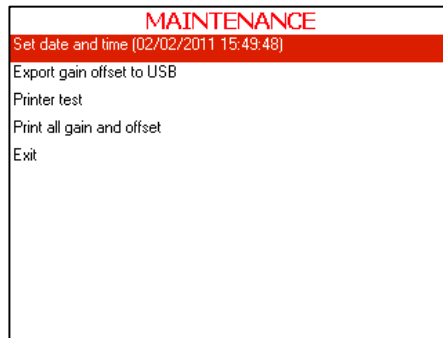 MAINTENANCE
Set date and time (02/02/2011 15:49:48)
Export gain offset to USB
Printer test
Print all gain and offset
Exit